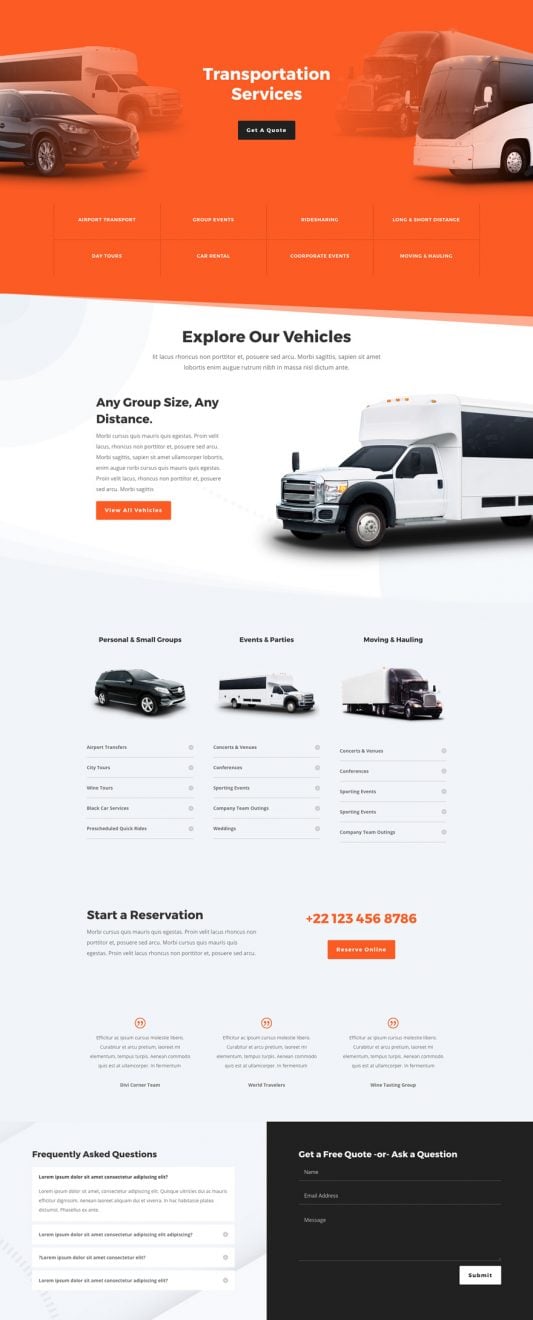 Transportation
Services
Get A Quote
AIRPORT TRANSPORT
GROUP EVENTS
RIDESHARING
LONG & SHORT DISTANCE
DAY TOURS
CAR RENTAL
COORPORATE EVENTS
MOVING & HAULING
Explore Our Vehicles
Iit lacus rhoncus non porttitor et, posuere sed arcu. Morbi sagittis, sapien sit amet
lobortis enim augue rutrum nibh in massa nisl dictum ante.
Any Group Size, Any
Distance.
Morbi cursus quis mauris quis egestas. Proin velit
lacus, rhoncus non porttitor et, posuere sed arcu.
Morbi sagittis, sapien sit amet ullamcorper lobortis,
enim augue rorbi cursus quis mauris quis egestas.
Proin velit lacus, rhoncus non porttitor et, posuere
sed arcu. Morbi sagittis
View All Vehicles
Personal & Small Groups
Airport Transfers
City Tours
Wine Tours
Black Car Services
Prescheduled Quick Rides
Events & Parties
Concerts & Venues
Conferences
Sporting Events
Company Team Outings
Weddings
Moving & Hauling
Concerts & Venues
Conferences
Sporting Events
Sporting Events
Company Team Outings
Start a Reservation
Morbi cursus quis mauris quis egestas. Proin velit lacus rhoncus non
porttitor et, posuere sed arcu. Morbi cursus quis mauris quis
egestas. Proin velit lacus, rhoncus non porttitor et, posuere sed arcu.
+22 123 456 8786
Reserve Online
Efficitur ac ipsum cursus molestie libero.
Curabitur et arcu pretium, laoreet mi
elementum, tempus turpis. Aenean commodo
quis est at ullamcorper. In fermentum
Divi Corner Team
Efficitur ac ipsum cursus molestie libero.
Curabitur et arcu pretium, laoreet mi
elementum, tempus turpis. Aenean commodo
quis est at ullamcorper. In fermentum
World Travelers
Efficitur ac ipsum cursus molestie libero.
Curabitur et arcu pretium, laoreet mi
elementum, tempus turpis. Aenean commodo
quis est at ullamcorper. In fermentum
Wine Tasting Group
Frequently Asked Questions
Lorem ipsum dolor sit amet consectetur adipiscing elit?
Lorem ipsum dolor sit amet, consectetur adipiscing elit. Quisque ultricies dui as
mauris efficitur dignissim. Aenean laoreet aliquam dui et viverra. In hac habitasse platea
dictumst. Phasellus ex ante.
Lorem ipsum dolor sit amet consectetur adipiscing elit adipiscing?
?Lorem ipsum dolor sit amet consectetur elit?
Lorem ipsum dolor sit amet consectetur adipiscing elit?
Get a Free Quote -or- Ask a Question
Name
Email Address
Message
Submit